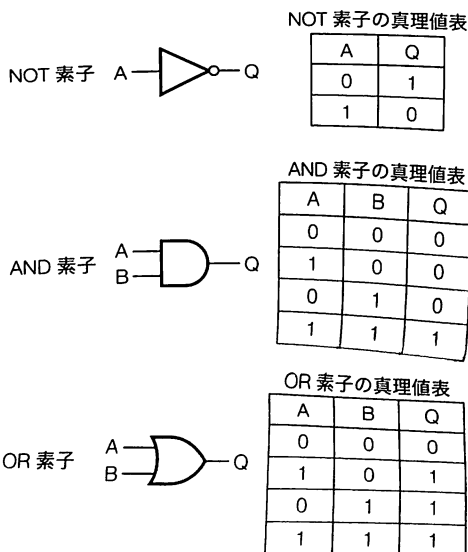 NOT 素子の真理値表
NOT 素子 A Q
A Q
0 1
1 0
AND 素子の真理値表
AND 素子 A B Q
A B Q
0 0 0
1 0 0
0 1 0
1 1 1
OR 素子の真理値表
OR 素子 A B Q
A B Q
0 0 0
1 0 1
0 1 1
1 1 1